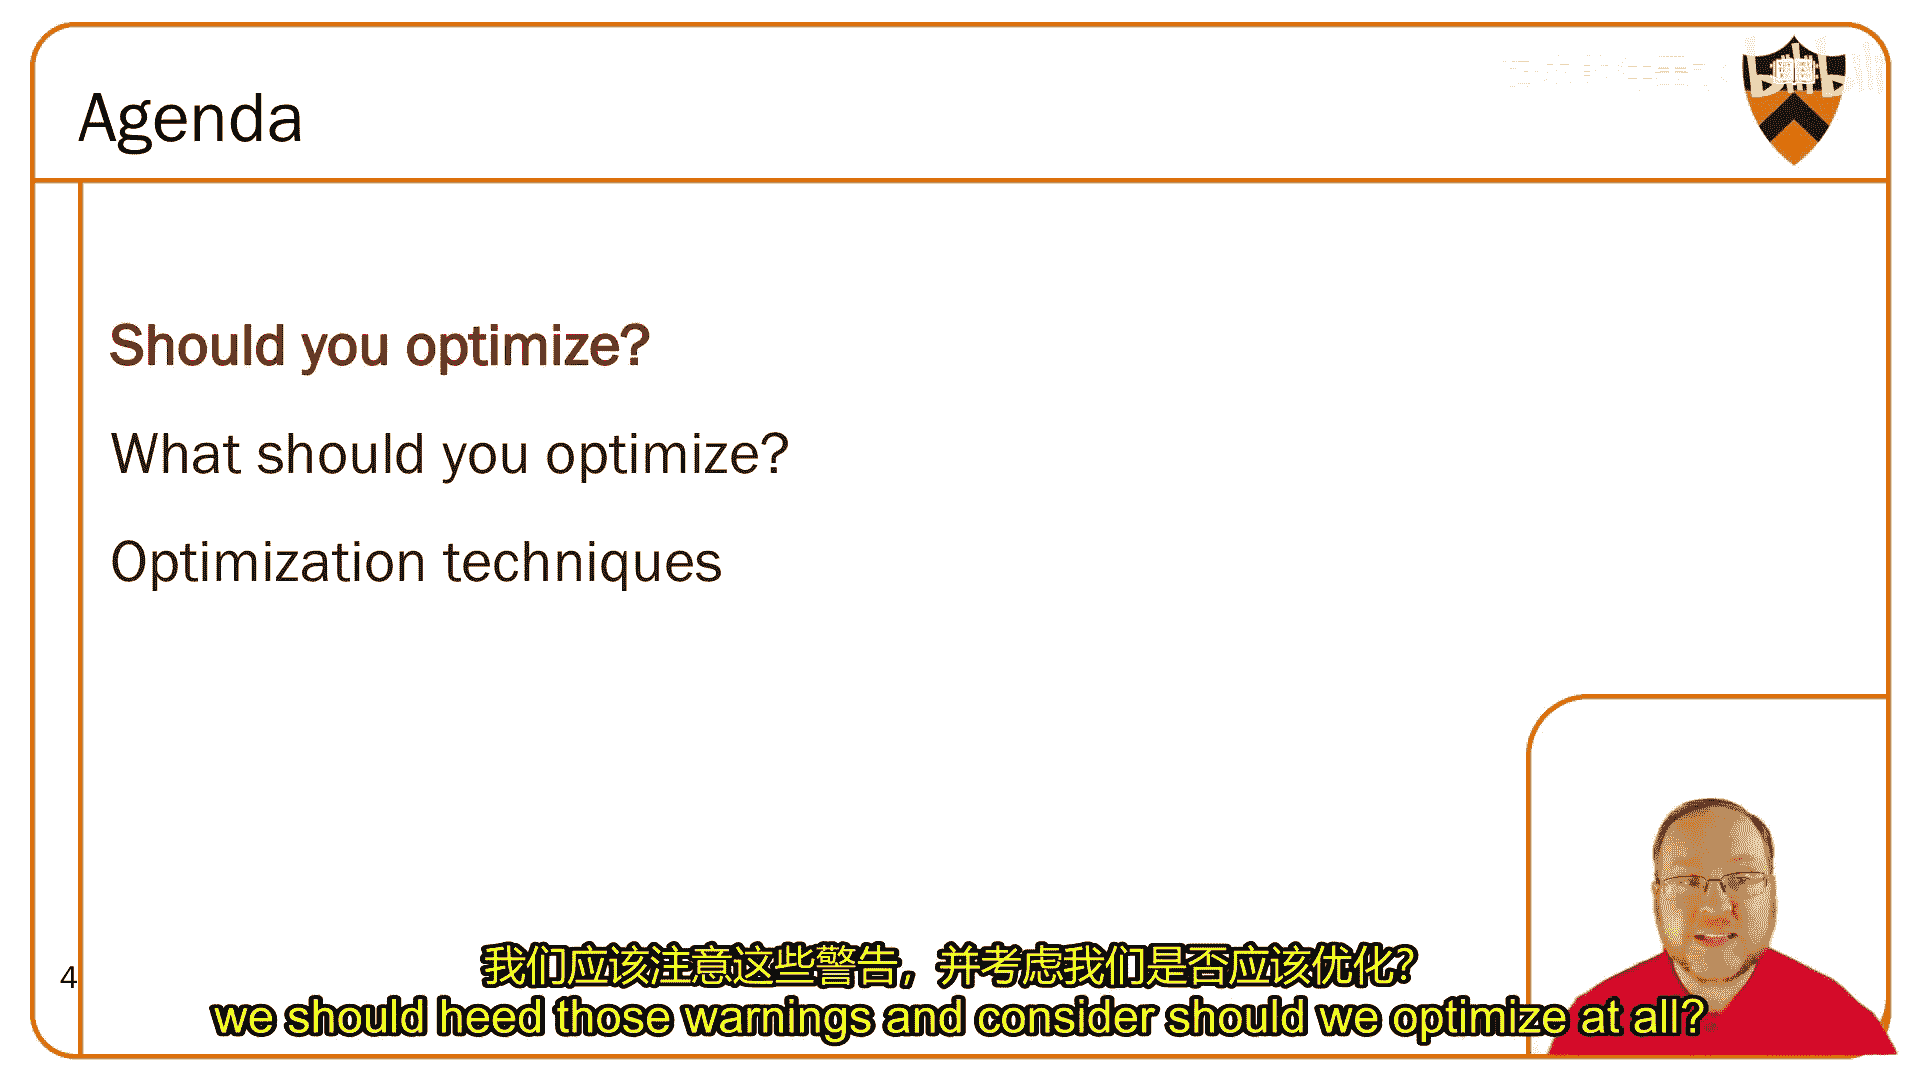 Agenda
Should you optimize?
What should you optimize?
Optimization techniques
4
我们应该注意这些警告，并考虑我们是否应该优化？
we should heed those warnings and consider should we optimize at all?